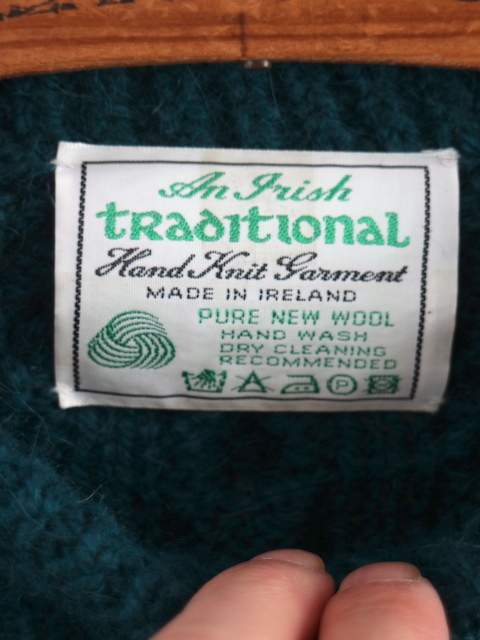 An Irish
traditional
Hand Knit Garment
MADE IN IRELAND
PURE NEW WOOL
HAND WASH
DRY CLEANING
RECOMMENDED
P